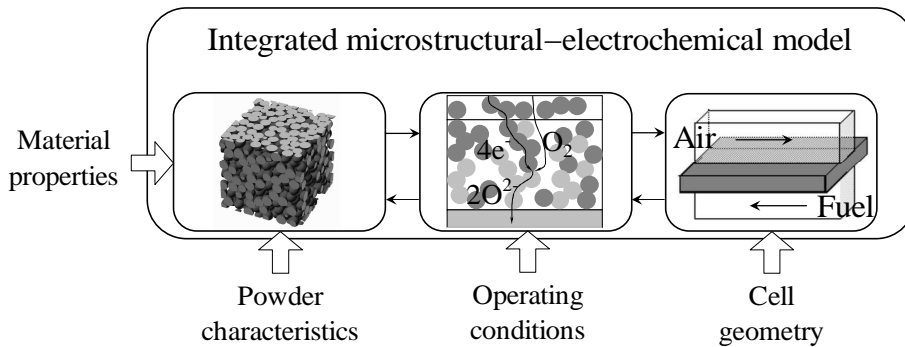 Integrated microstructural–electrochemical model
Material
properties
4e-
O2
2O2-
Air
Fuel
Powder
characteristics
Operating
conditions
Cell
geometry